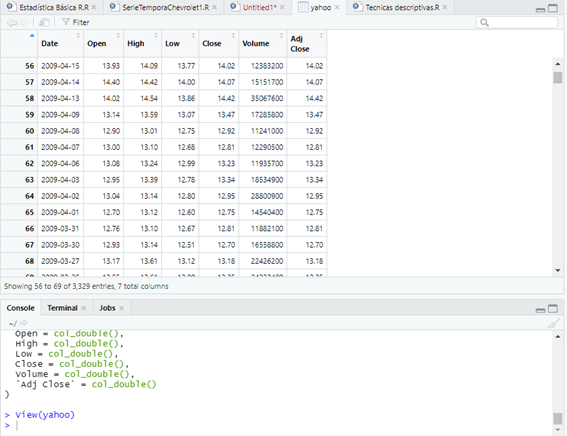 Estadística Básica R.R SerieTemporaChevrolet1.R Untitled1* yahoo Tecnicas descriptivas.R
Filter
Date Open High Low Close Volume Adj Close
56 2009-04-15 13.93 14.09 13.77 14.02 12383200 14.02
57 2009-04-14 14.40 14.42 14.00 14.07 15151700 14.07
58 2009-04-13 14.02 14.54 13.86 14.42 35067600 14.42
59 2009-04-09 13.14 13.59 13.07 13.47 17285800 13.47
60 2009-04-08 12.90 13.01 12.75 12.92 11241000 12.92
61 2009-04-07 13.00 13.10 12.68 12.81 12290500 12.81
62 2009-04-06 13.08 13.24 12.99 13.23 11935700 13.23
63 2009-04-03 12.95 13.39 12.78 13.34 18534900 13.34
64 2009-04-02 13.04 13.14 12.80 12.95 28800900 12.95
65 2009-04-01 12.70 13.12 12.60 12.75 14540400 12.75
66 2009-03-31 12.76 13.10 12.67 12.81 11882100 12.81
67 2009-03-30 12.93 13.14 12.51 12.70 16558800 12.70
68 2009-03-27 13.17 13.61 13.12 13.18 22426200 13.18
Showing 56 to 69 of 3,329 entries, 7 total columns
Console Terminal Jobs
~/
Open = col_double(),
High = col_double(),
Low = col_double(),
Close = col_double(),
Volume = col_double(),
`Adj Close` = col_double()
)
> View(yahoo)
>